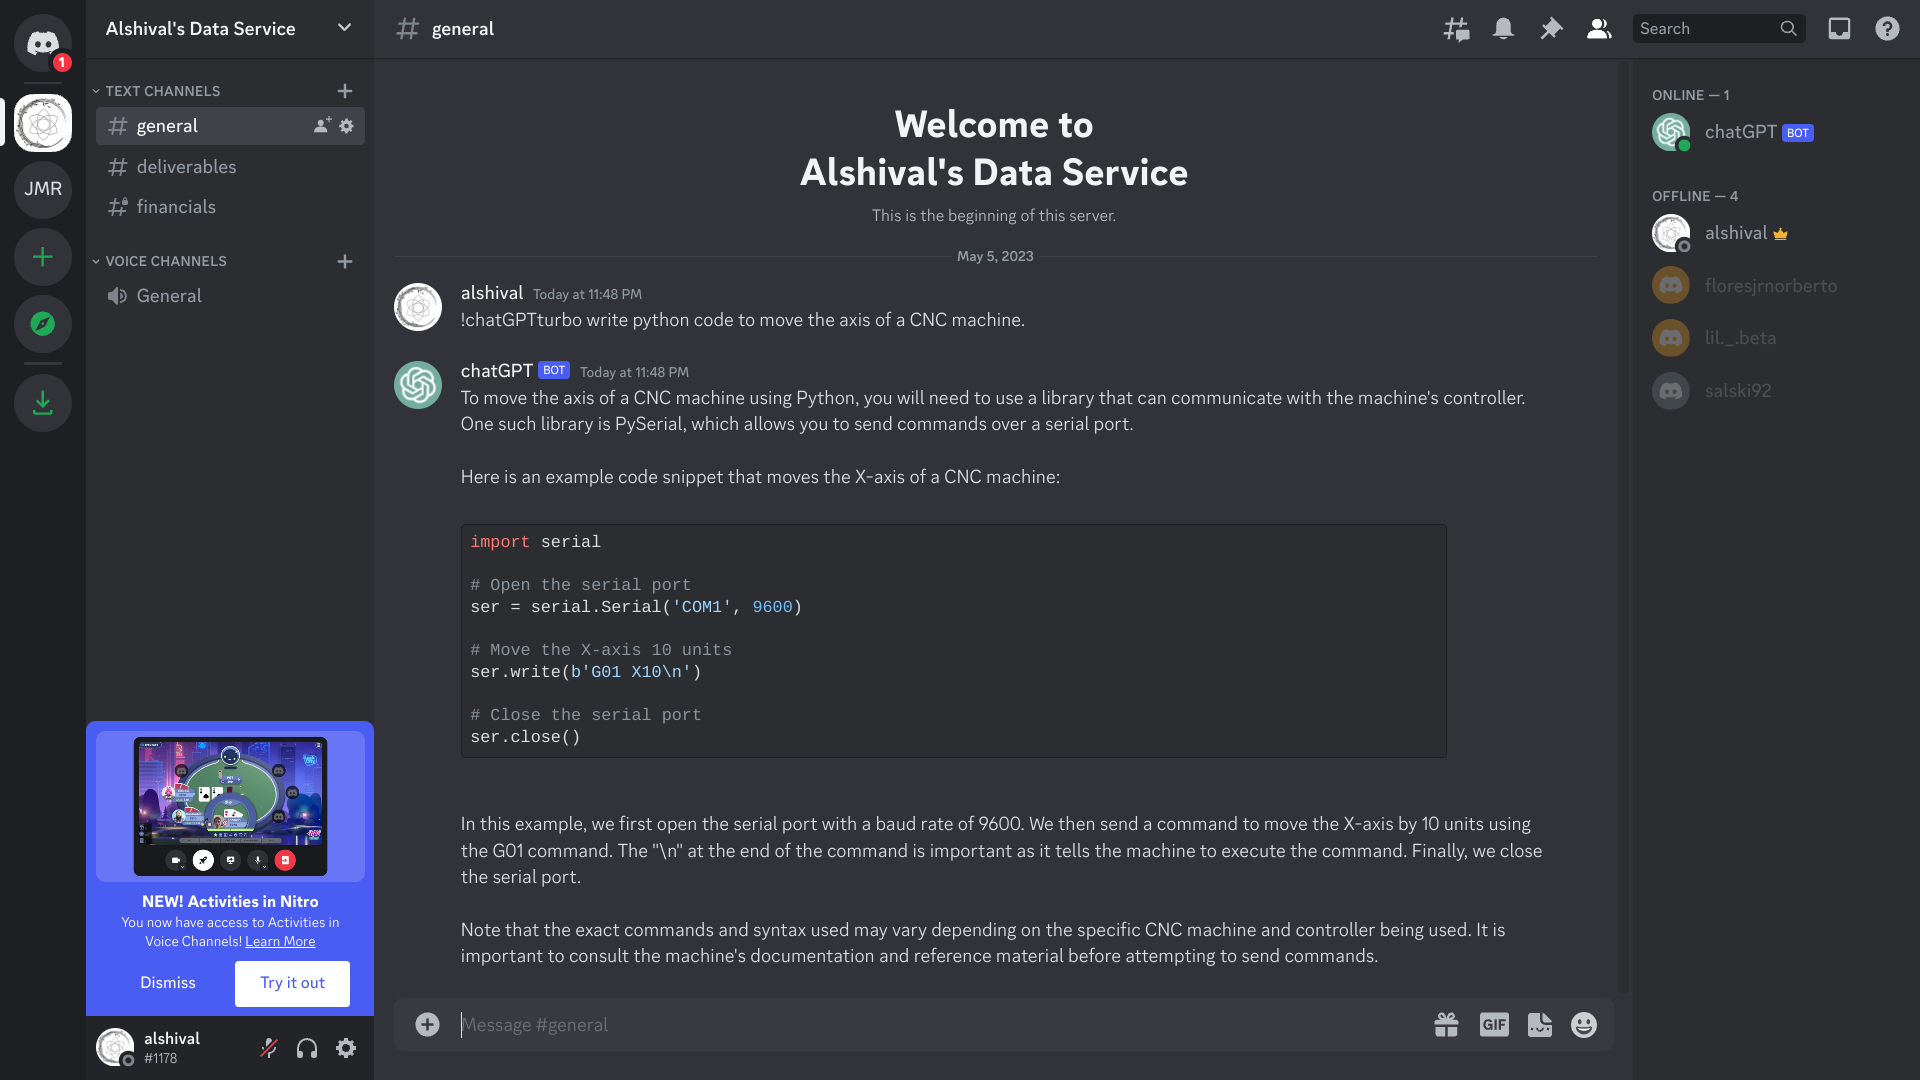 1
JMR
Alshival's Data Service
TEXT CHANNELS
general
deliverables
financials
VOICE CHANNELS
General
NEW! Activities in Nitro
You now have access to Activities in
Voice Channels! Learn More
Dismiss
Try it out
alshival
#1178
general
Search
Welcome to
Alshival's Data Service
This is the beginning of this server.
May 5, 2023
alshival Today at 11:48 PM
!chatGPTturbo write python code to move the axis of a CNC machine.
chatGPT BOT Today at 11:48 PM
To move the axis of a CNC machine using Python, you will need to use a library that can communicate with the machine's controller.
One such library is PySerial, which allows you to send commands over a serial port.
Here is an example code snippet that moves the X-axis of a CNC machine:
import serial
# Open the serial port
ser = serial.Serial('COM1', 9600)
# Move the X-axis 10 units
ser.write(b'G01 X10\n')
# Close the serial port
ser.close()
In this example, we first open the serial port with a baud rate of 9600. We then send a command to move the X-axis by 10 units using
the G01 command. The "\n" at the end of the command is important as it tells the machine to execute the command. Finally, we close
the serial port.
Note that the exact commands and syntax used may vary depending on the specific CNC machine and controller being used. It is
important to consult the machine's documentation and reference material before attempting to send commands.
Message #general
GIF
ONLINE — 1
chatGPT BOT
OFFLINE — 4
alshival
floresjrnorberto
lil._.beta
salski92